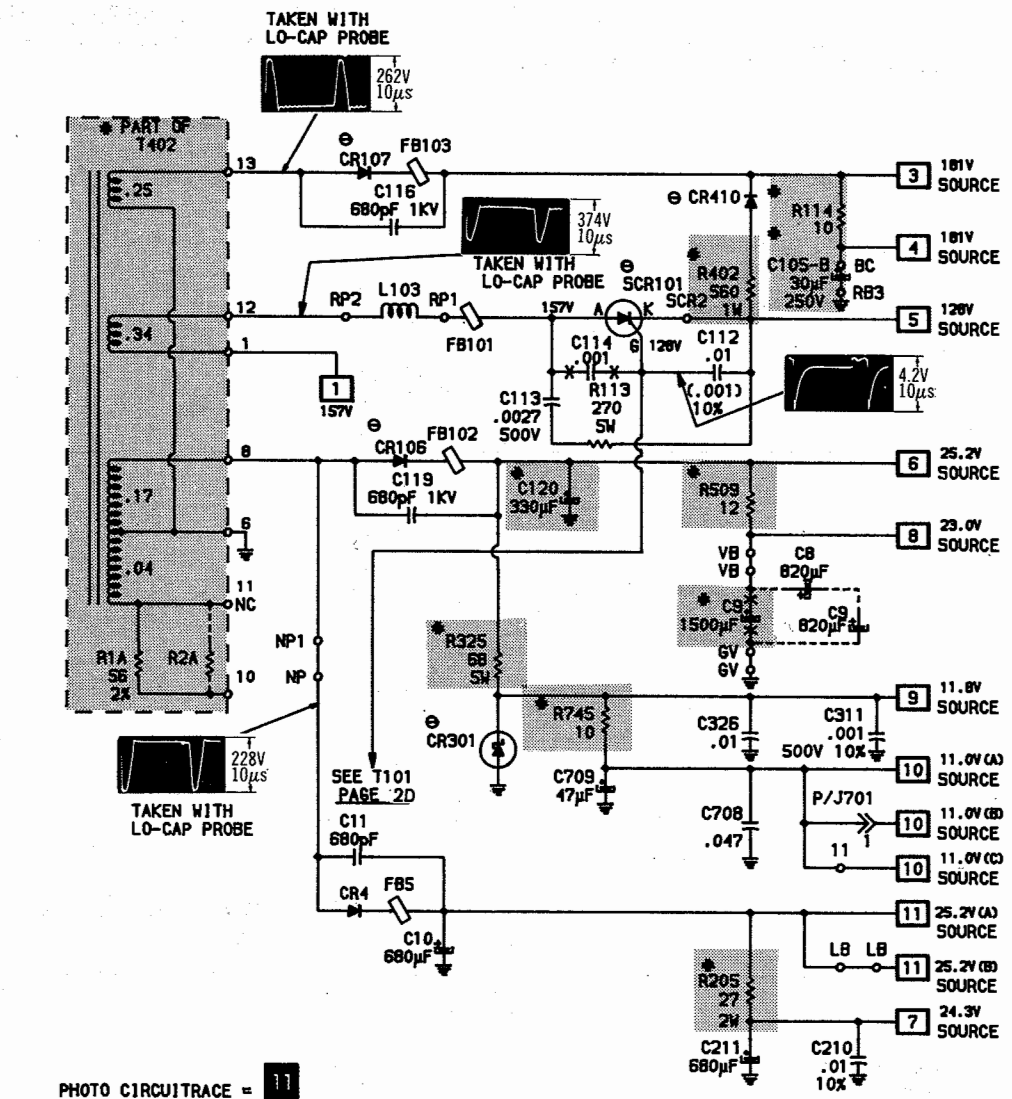 TAKEN WITH
LO-CAP PROBE
262V
10µs
* PART OF
T402
13
⊖
CR107
FB103
C116
680pF 1KV
3
181V
SOURCE
.25
374V
10µs
TAKEN WITH
LO-CAP PROBE
⊖ CR410
*
R114
10
*
4
181V
SOURCE
C105-B
30µF
250V
BC
RB3
12
RP2
L103
RP1
FB101
157V
⊖
SCR101
A
K
G
128V
SCR2
*
R402
560
1W
5
128V
SOURCE
.34
1
1
157V
C114
.001
C113
.0027
500V
R113
270
5W
C112
.01
(.001)
10%
4.2V
10µs
8
⊖
CR106
FB102
C119
680pF 1KV
*
C120
330µF
*
R509
12
6
25.2V
SOURCE
.17
8
23.0V
SOURCE
6
VB
VB
C8
820µF
.04
11
NC
*
C9
1500µF
C9
820µF
GV
GV
R1A
56
2%
R2A
10
NP1
NP
*
R325
68
5W
*
R745
10
9
11.8V
SOURCE
⊖
CR301
C326
.01
C311
.001
500V 10%
228V
10µs
TAKEN WITH
LO-CAP PROBE
SEE T101
PAGE 2D
C709
47µF
C708
.047
10
11.0V(A)
SOURCE
P/J701
1
10
11.0V(B)
SOURCE
11
10
11.0V(C)
SOURCE
C11
680pF
CR4
FB5
C10
680µF
11
25.2V(A)
SOURCE
LB
LB
11
25.2V(B)
SOURCE
*
R205
27
2W
7
24.3V
SOURCE
C211
680µF
C210
.01
10%
PHOTO CIRCUITRACE = 11